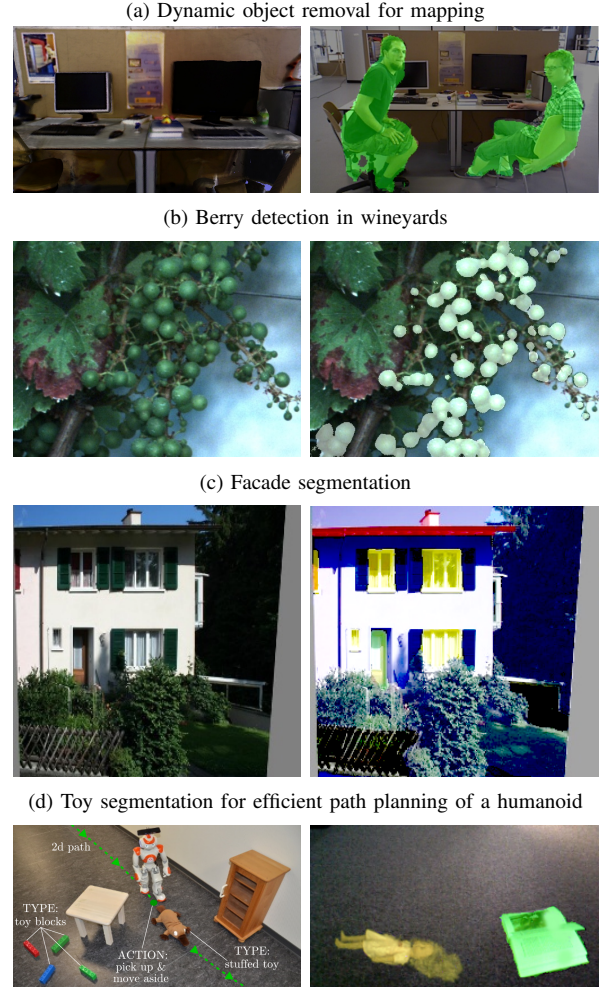 (a) Dynamic object removal for mapping
(b) Berry detection in wineyards
(c) Facade segmentation
(d) Toy segmentation for efficient path planning of a humanoid
2d path
TYPE:
toy blocks
ACTION:
pick up &
move aside
TYPE:
stuffed toy